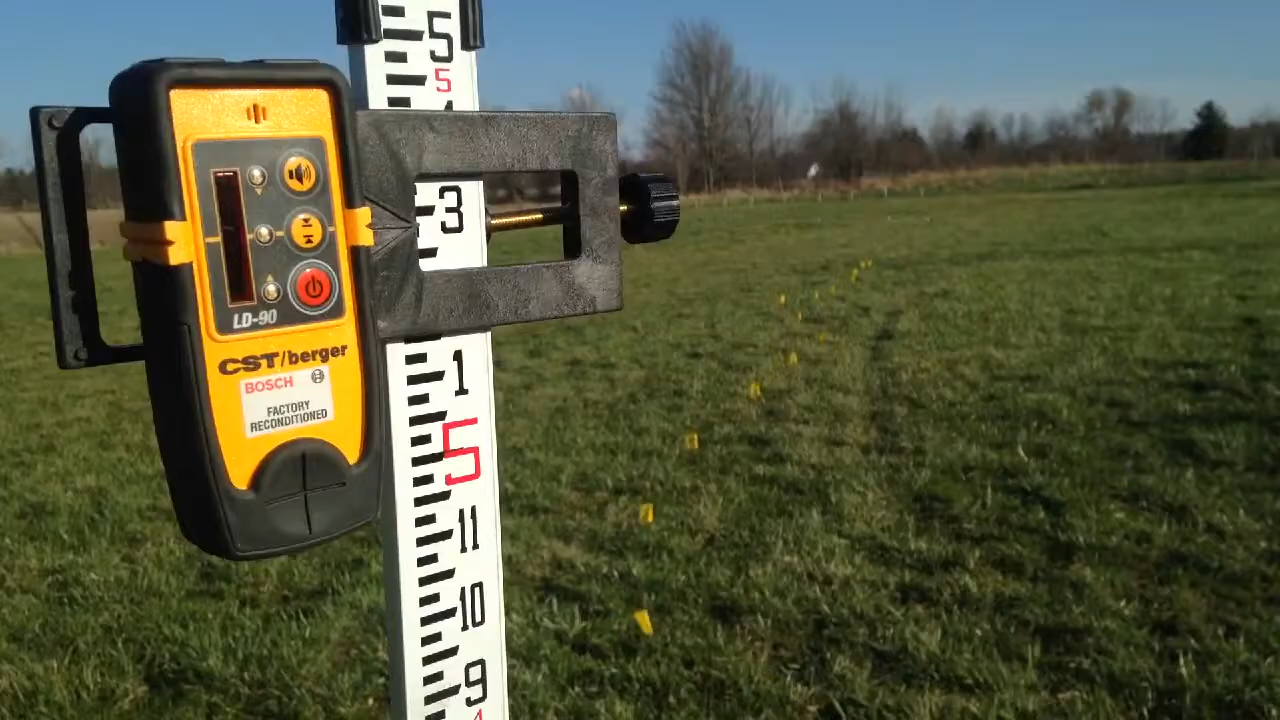 5
5
3
LD-90
CST/berger
BOSCH
FACTORY
RECONDITIONED
1
5
11
10
9